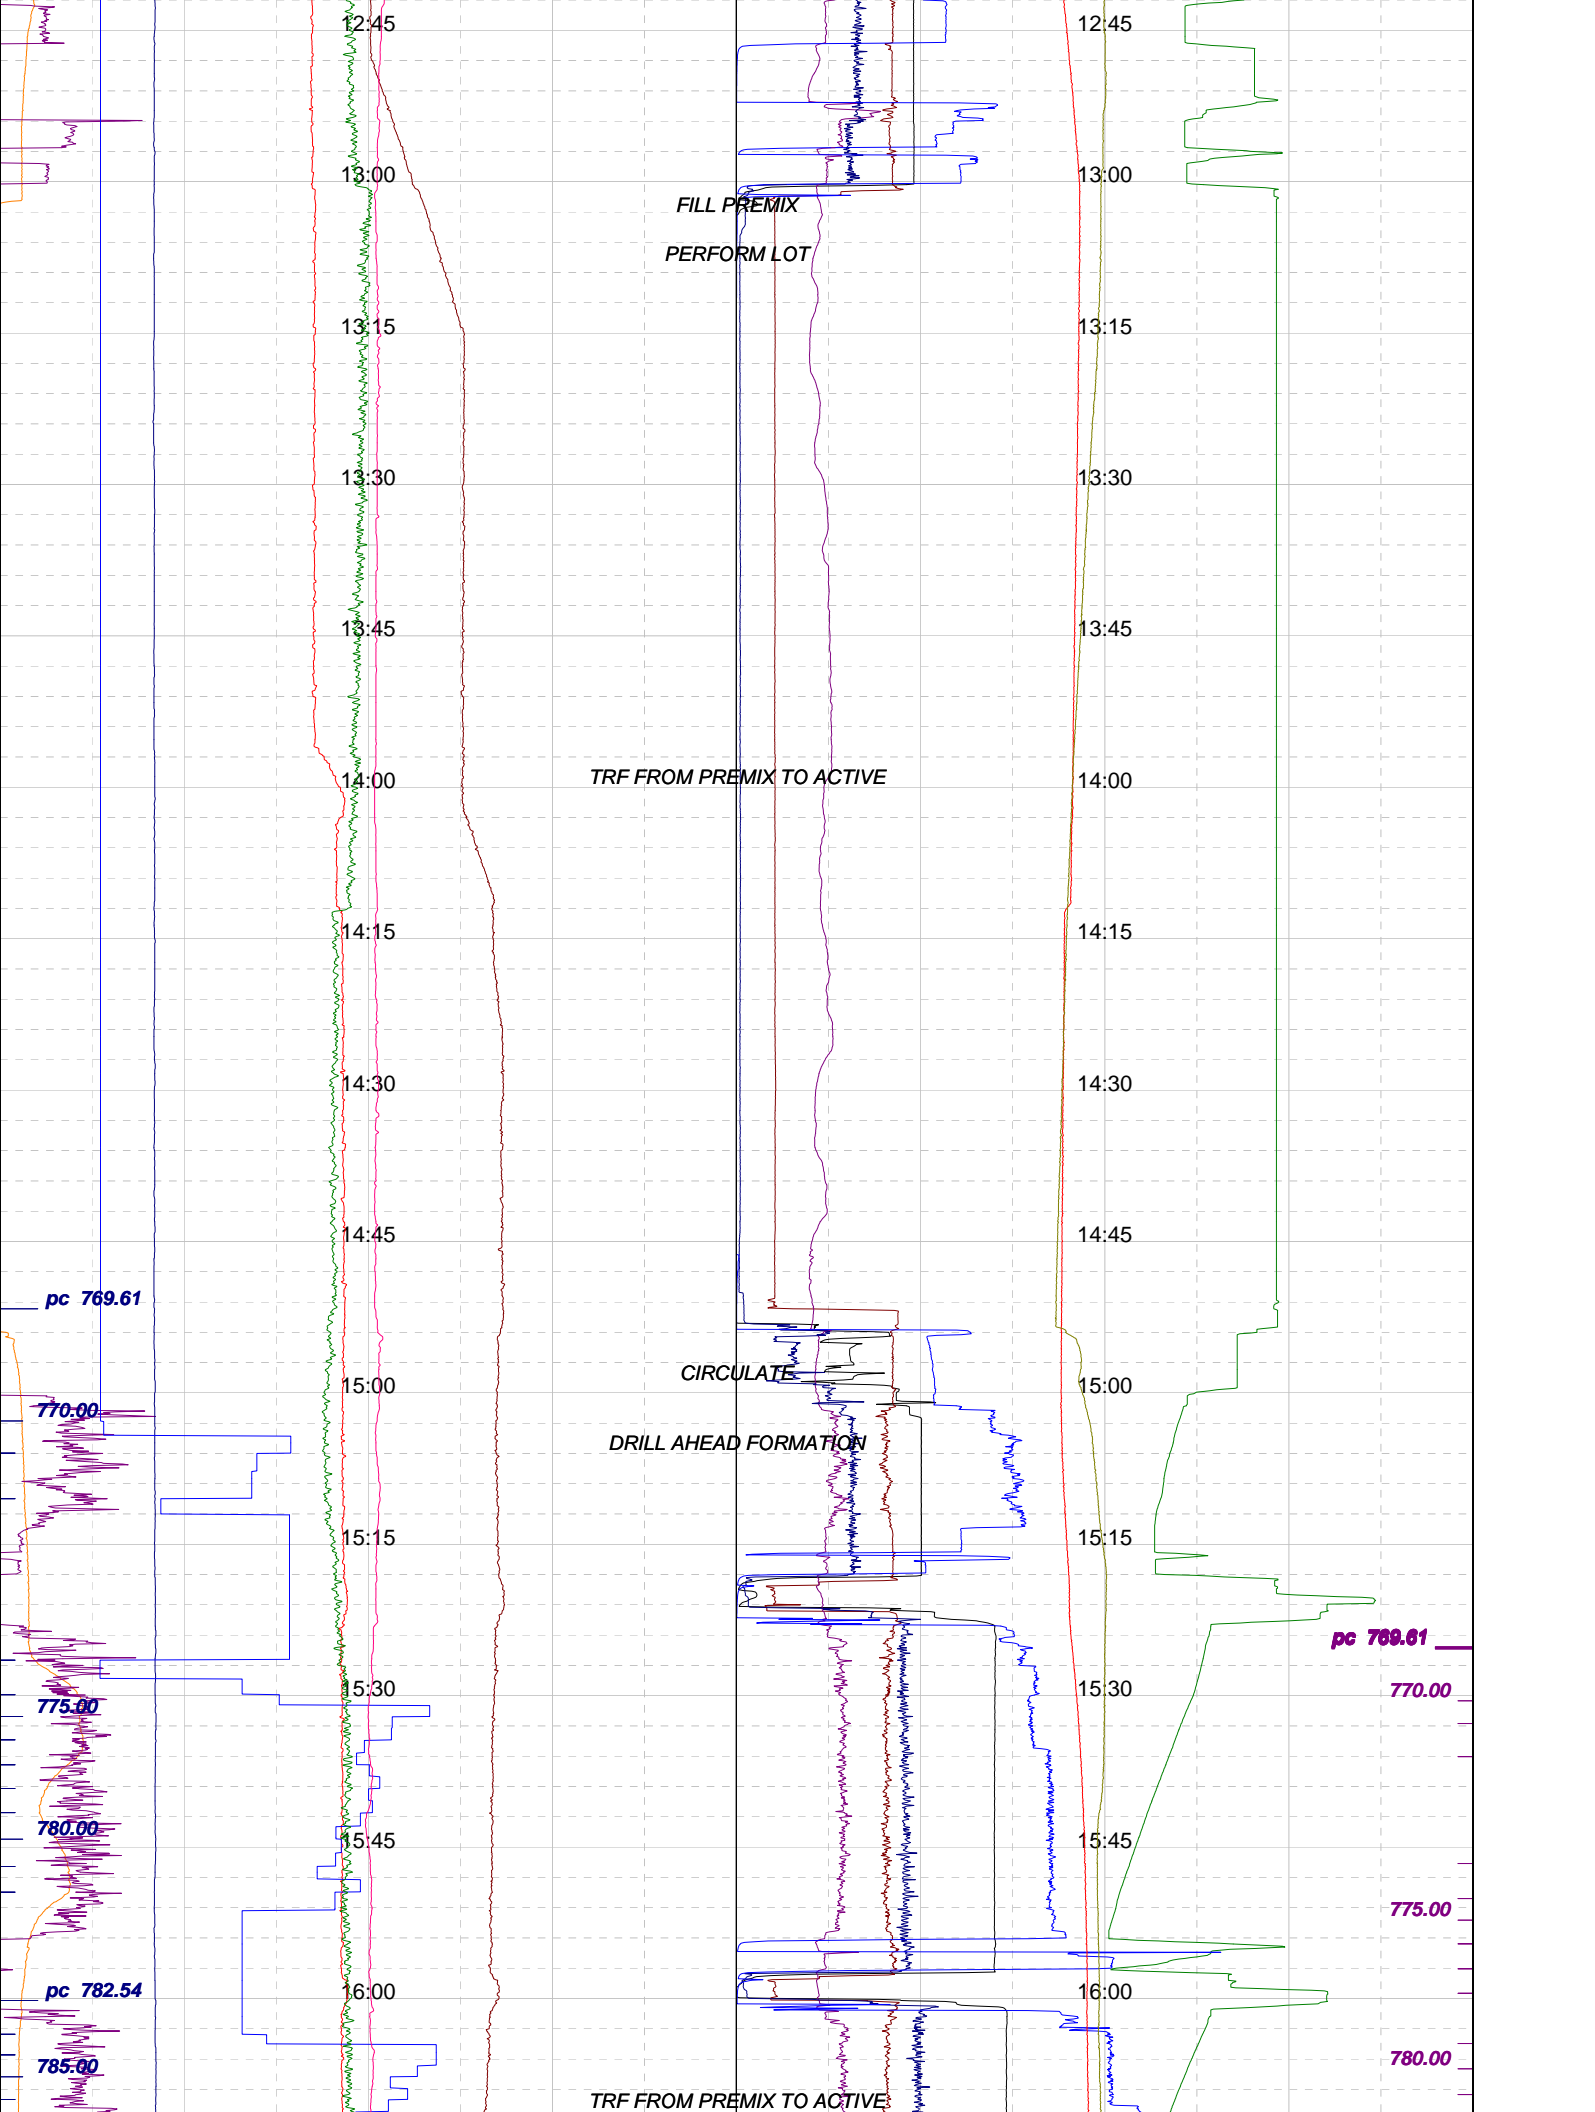 12:45 12:45
13:00 13:00
FILL PREMIX
PERFORM LOT
13:15 13:15
13:30 13:30
13:45 13:45
TRF FROM PREMIX TO ACTIVE
14:00 14:00
14:15 14:15
14:30 14:30
14:45 14:45
pc 769.61
CIRCULATE
15:00 15:00
770.00
DRILL AHEAD FORMATION
15:15 15:15
pc 769.61
15:30 15:30 770.00
775.00
780.00
15:45 15:45
775.00
pc 782.54
16:00 16:00
780.00
785.00
TRF FROM PREMIX TO ACTIVE